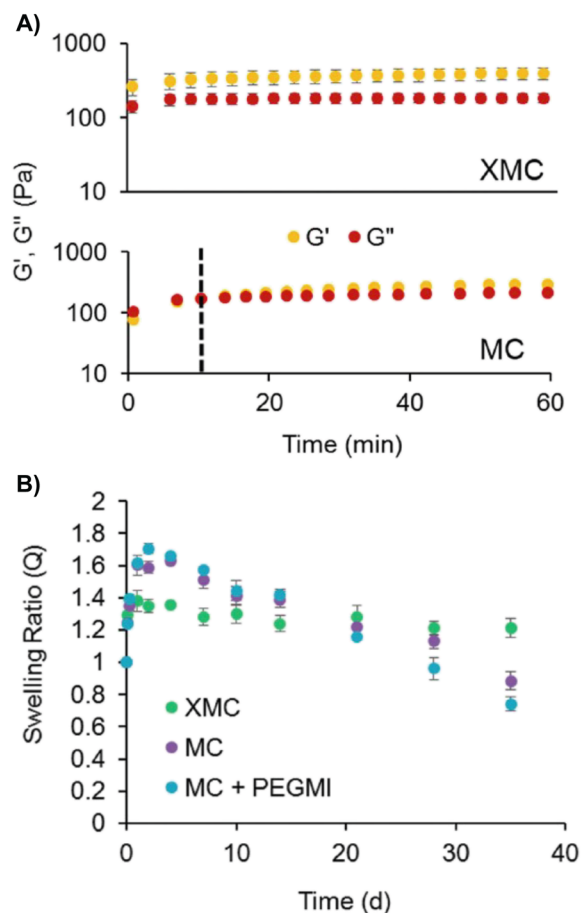 A)
1000
100
10
XMC
G', G" (Pa)
G' G"
1000
100
10
MC
0 20 40 60
Time (min)
B)
2
1.8
1.6
1.4
1.2
1
0.8
0.6
0.4
0.2
0
Swelling Ratio (Q)
XMC
MC
MC + PEGMI
0 10 20 30 40
Time (d)